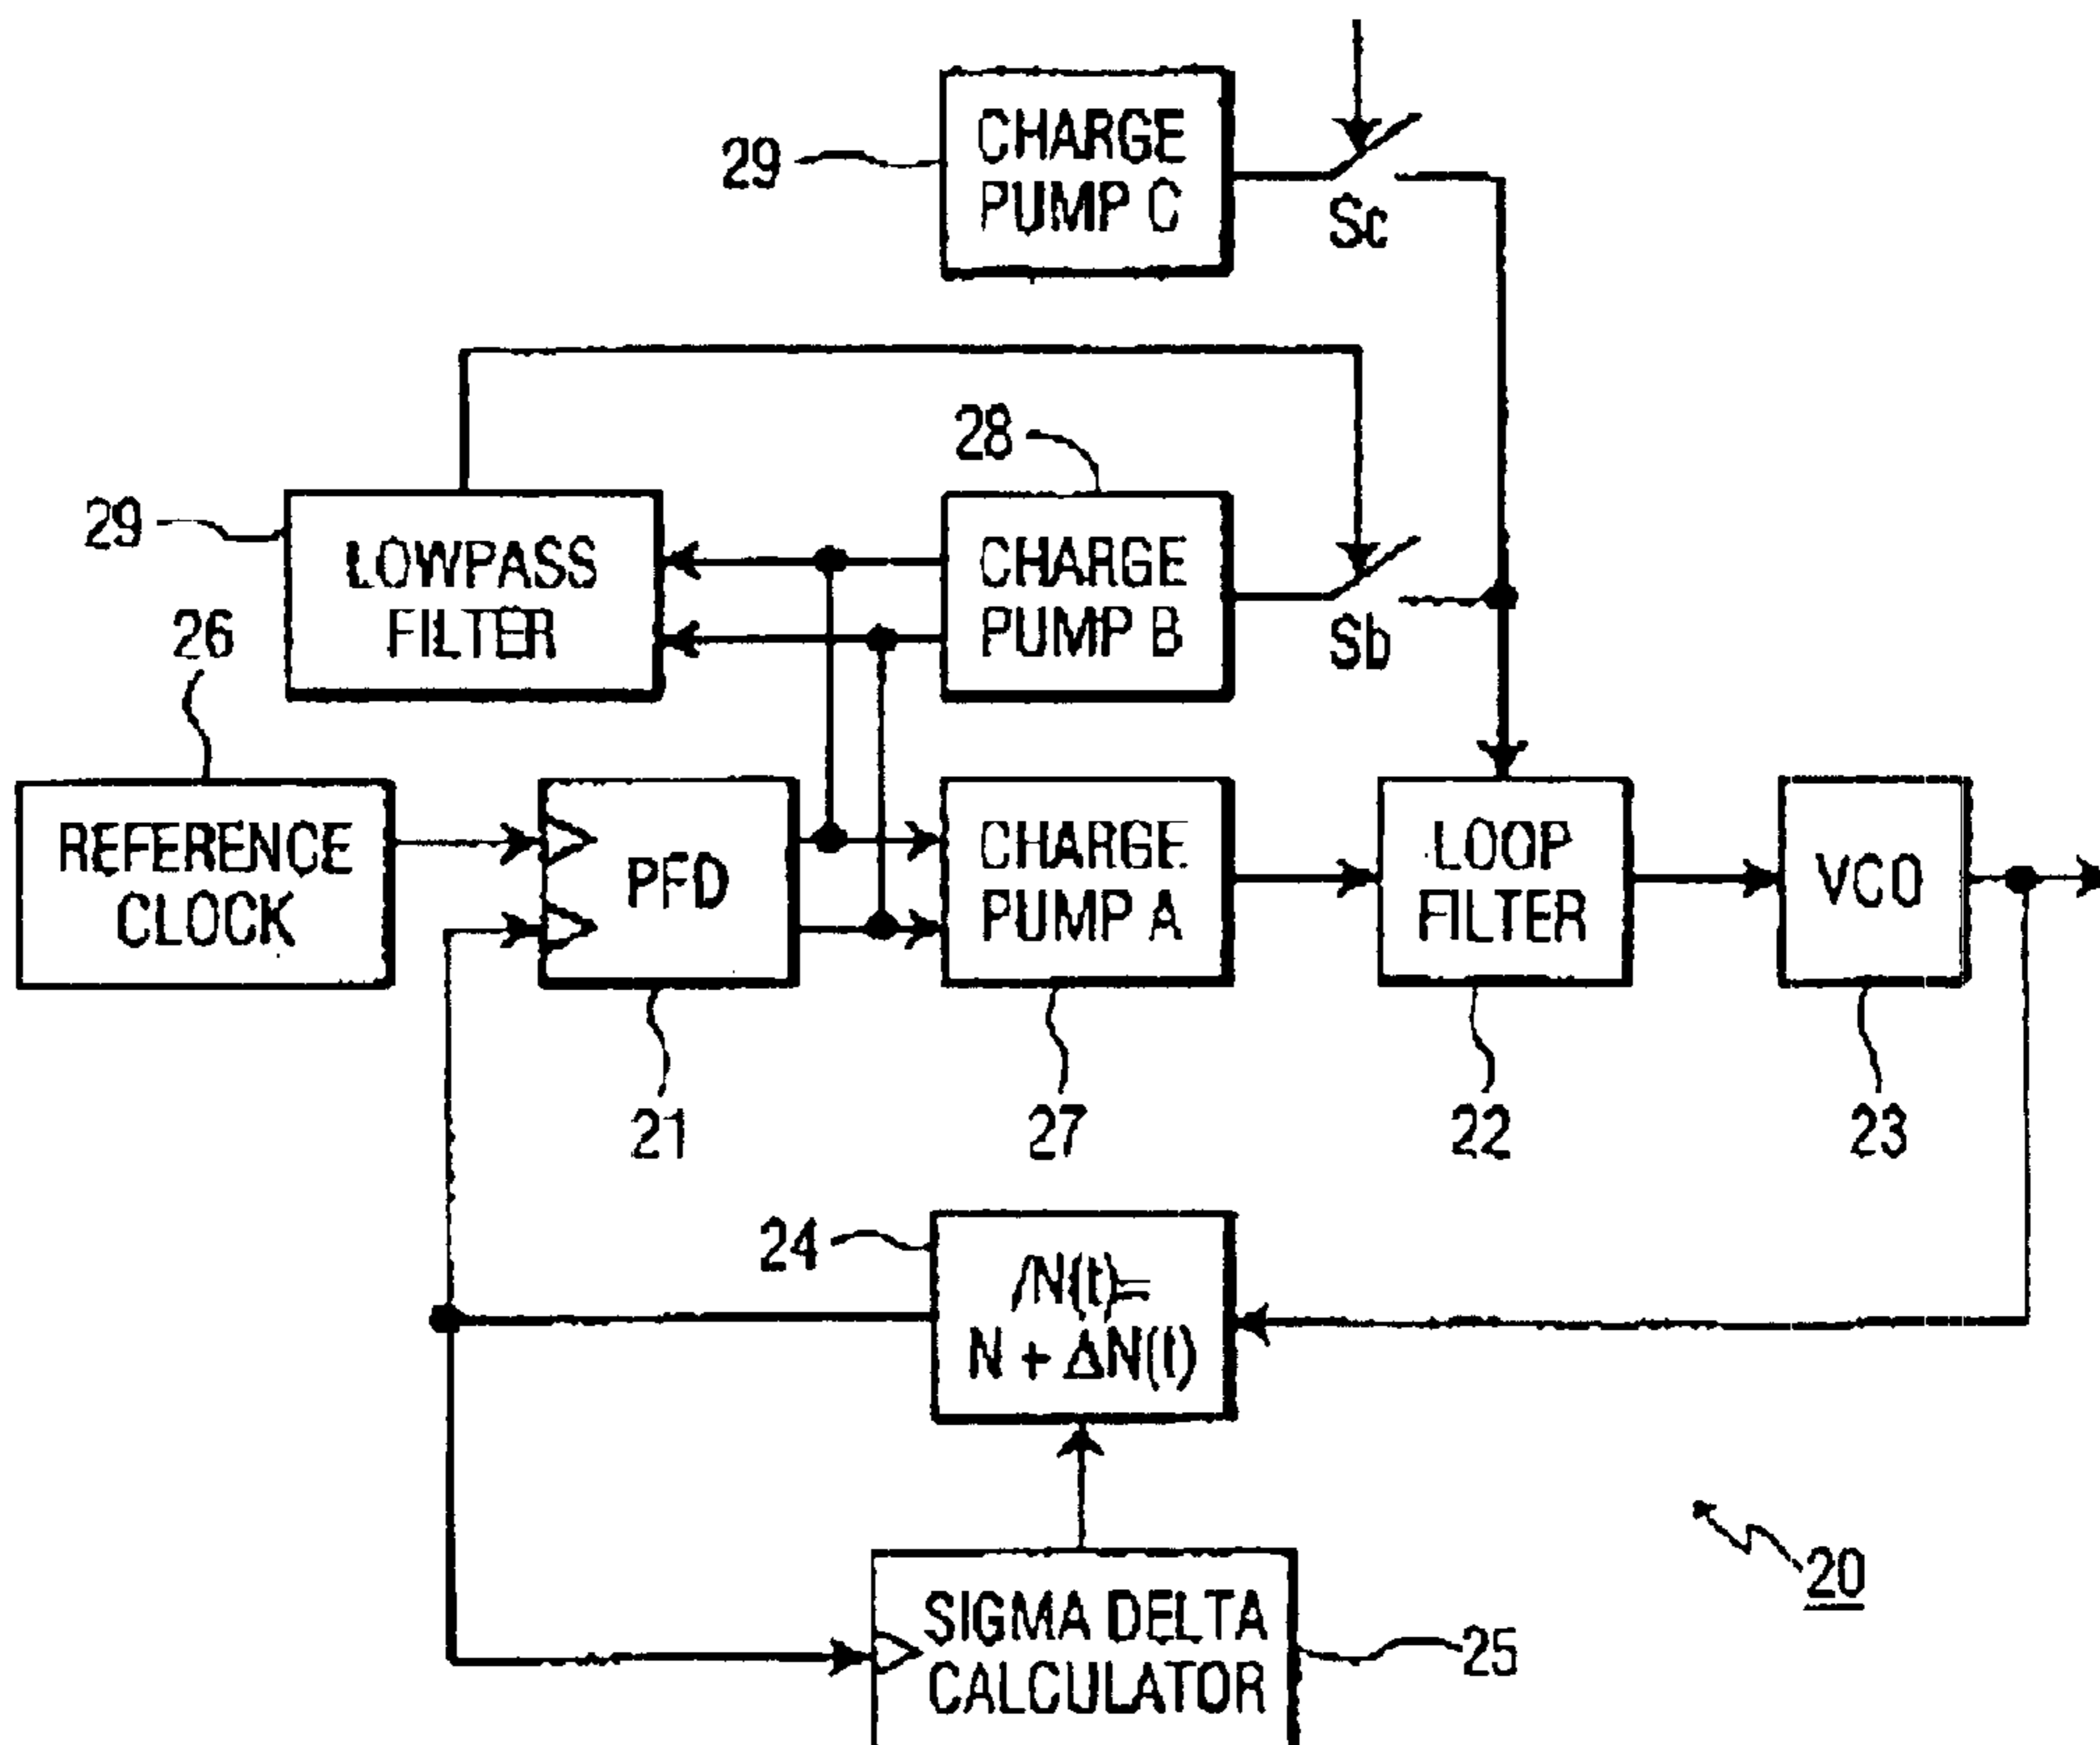 29
CHARGE
PUMP C
Sc
28
29
LOWPASS
FILTER
CHARGE
PUMP B
Sb
26
REFERENCE
CLOCK
PFD
CHARGE
PUMP A
LOOP
FILTER
VCO
21
27
22
23
24
/N(t)=
N + ΔN(t)
20
SIGMA DELTA
CALCULATOR
25